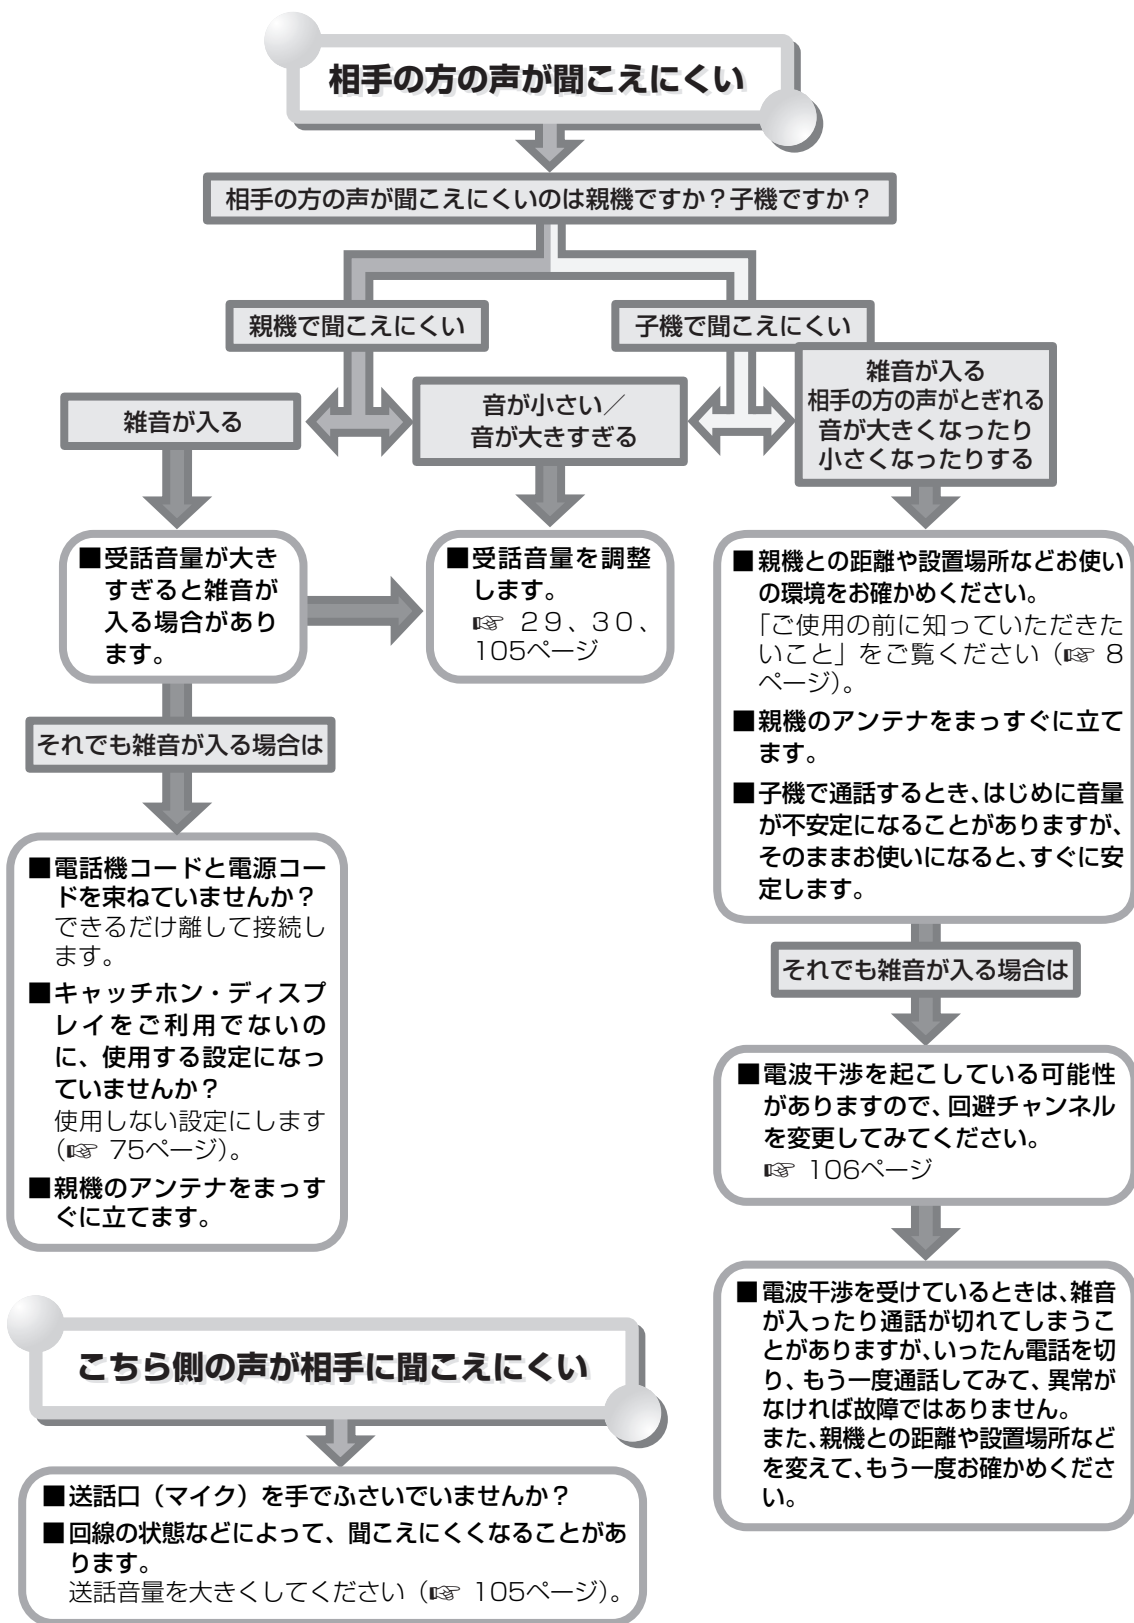 相手の方の声が聞こえにくい
相手の方の声が聞こえにくいのは親機ですか？子機ですか？
親機で聞こえにくい
子機で聞こえにくい
雑音が入る
音が小さい／
音が大きすぎる
雑音が入る
相手の方の声がとぎれる
音が大きくなったり
小さくなったりする
■受話音量が大き
すぎると雑音が
入る場合があり
ます。
■受話音量を調整
します。
☞ 29、30、
105ページ
それでも雑音が入る場合は
■電話機コードと電源コー
ドを束ねていませんか？
できるだけ離して接続し
ます。
■キャッチホン・ディスプ
レイをご利用でないの
に、使用する設定になっ
ていませんか？
使用しない設定にします
（☞ 75ページ）。
■親機のアンテナをまっす
ぐに立てます。
■親機との距離や設置場所などお使い
の環境をお確かめください。
「ご使用の前に知っていただきた
いこと」をご覧ください（☞ 8
ページ）。
■親機のアンテナをまっすぐに立て
ます。
■子機で通話するとき、はじめに音量
が不安定になることがありますが、
そのままお使いになると、すぐに安
定します。
それでも雑音が入る場合は
■電波干渉を起こしている可能性
がありますので、回避チャンネル
を変更してみてください。
☞ 106ページ
■電波干渉を受けているときは、雑音
が入ったり通話が切れてしまうこ
とがありますが、いったん電話を切
り、もう一度通話してみて、異常が
なければ故障ではありません。
また、親機との距離や設置場所など
を変えて、もう一度お確かめくださ
い。
こちら側の声が相手に聞こえにくい
■送話口（マイク）を手でふさいでいませんか？
■回線の状態などによって、聞こえにくくなることがあ
ります。
送話音量を大きくしてください（☞ 105ページ）。